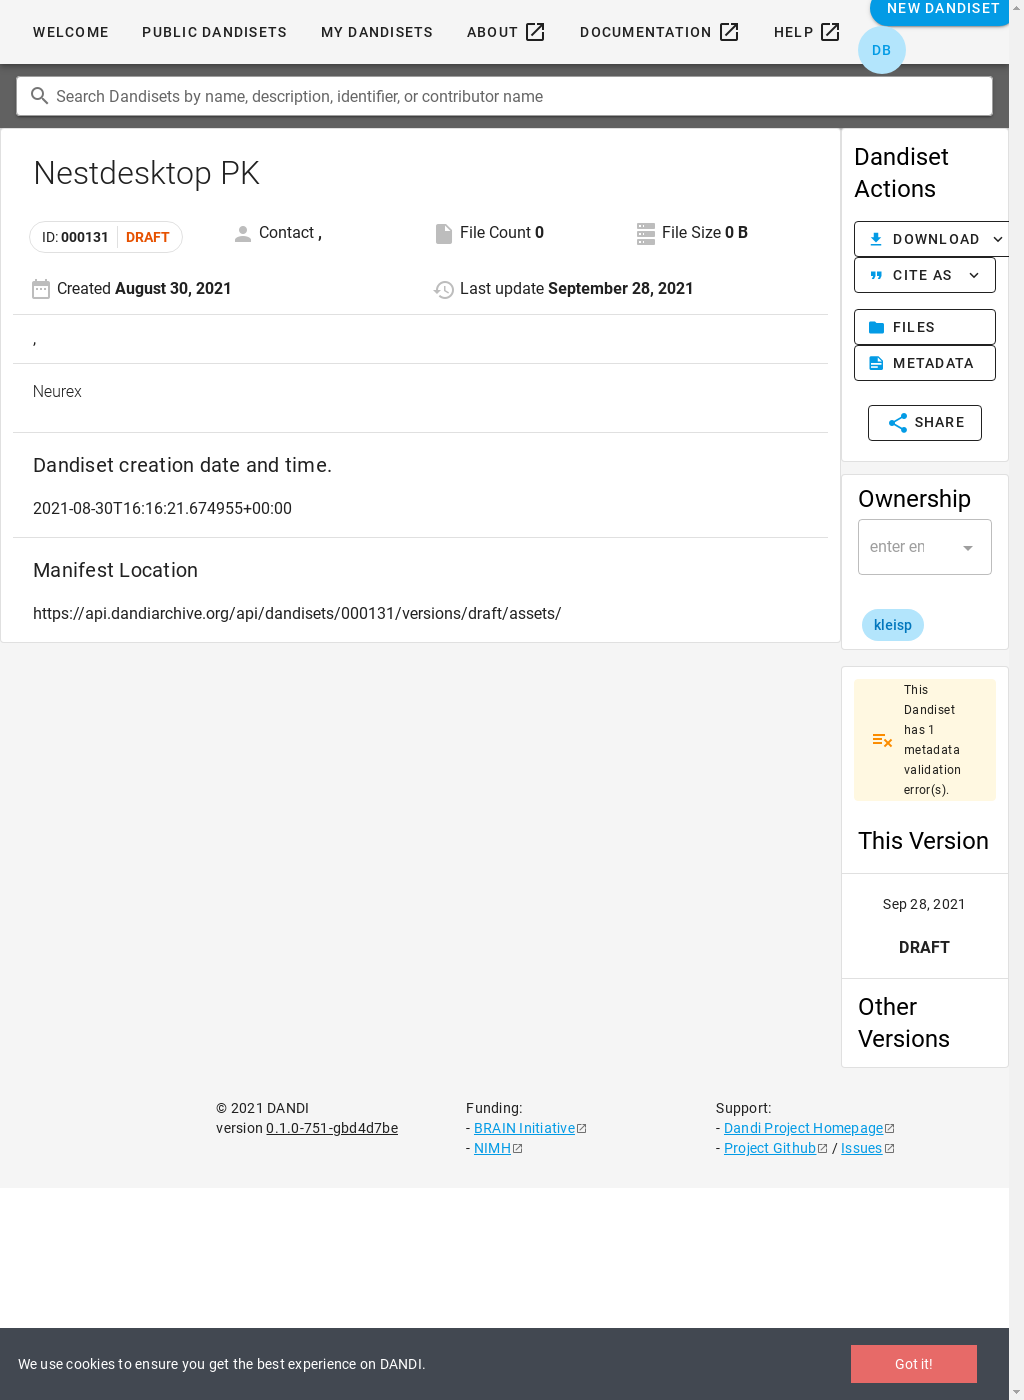 NEW DANDISET
WELCOME PUBLIC DANDISETS MY DANDISETS ABOUT DOCUMENTATION HELP
DB
Search Dandisets by name, description, identifier, or contributor name
Nestdesktop PK
ID: 000131 DRAFT Contact , File Count 0 File Size 0 B
Created August 30, 2021 Last update September 28, 2021
,
Neurex
Dandiset creation date and time.
2021-08-30T16:16:21.674955+00:00
Manifest Location
https://api.dandiarchive.org/api/dandisets/000131/versions/draft/assets/
Dandiset
Actions
DOWNLOAD
CITE AS
FILES
METADATA
SHARE
Ownership
enter en
kleisp
This
Dandiset
has 1
metadata
validation
error(s).
This Version
Sep 28, 2021
DRAFT
Other
Versions
© 2021 DANDI
version 0.1.0-751-gbd4d7be
Funding:
- BRAIN Initiative
- NIMH
Support:
- Dandi Project Homepage
- Project Github / Issues
We use cookies to ensure you get the best experience on DANDI.
Got it!